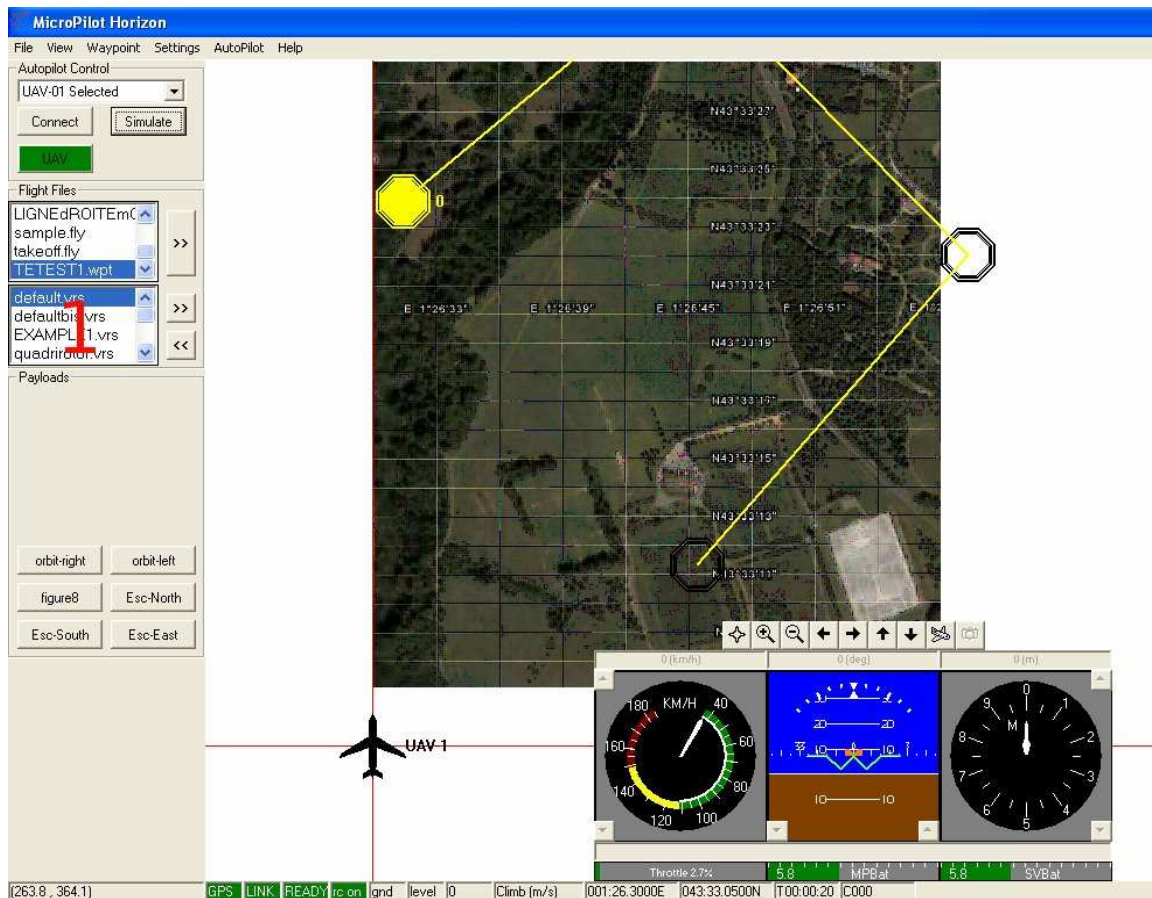 MicroPilot Horizon
File View Waypoint Settings AutoPilot Help
Autopilot Control
UAV-01 Selected
Connect Simulate
UAV
Flight Files
LIGNEdROITEm
sample.fly
takeoff.fly
TETEST1.wpt
>>
default.vrs
defaultbis.vrs
EXAMPLE1.vrs
quadrirotor.vrs
>>
<<
1
Payloads
orbit-right orbit-left
figure8 Esc-North
Esc-South Esc-East
0
N43°33'27"
N43°33'25"
N43°33'23"
N43°33'21"
E 1°26'33" E 1°26'39" E 1°26'45" E 1°26'51"
N43°33'19"
N43°33'17"
N43°33'15"
N43°33'13"
N43°33'11"
UAV 1
0 (km/h) 0 (deg) 0 (m)
KM/H
40
60
80
100
120
140
160
180
20 20
10 10
10 10
M
0
1
2
3
4
5
6
7
8
9
Throttle 2.7% 5.8 MPBat 5.8 SVBat
(263.8 , 364.1) GPS LINK READY rc on gnd level 0 Climb (m/s) 001:26.3000E 043:33.0500N T00:00:20 C000